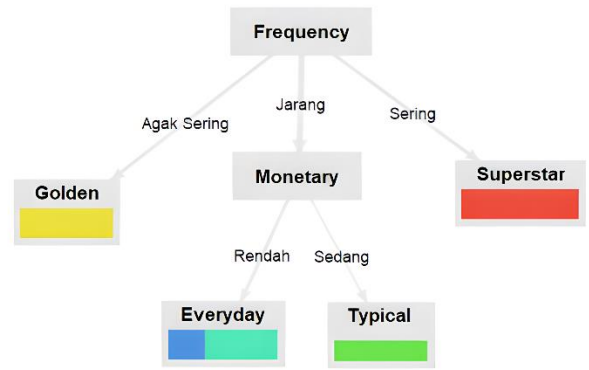 Frequency
Agak Sering
Jarang
Sering
Golden
Monetary
Superstar
Rendah
Sedang
Everyday
Typical